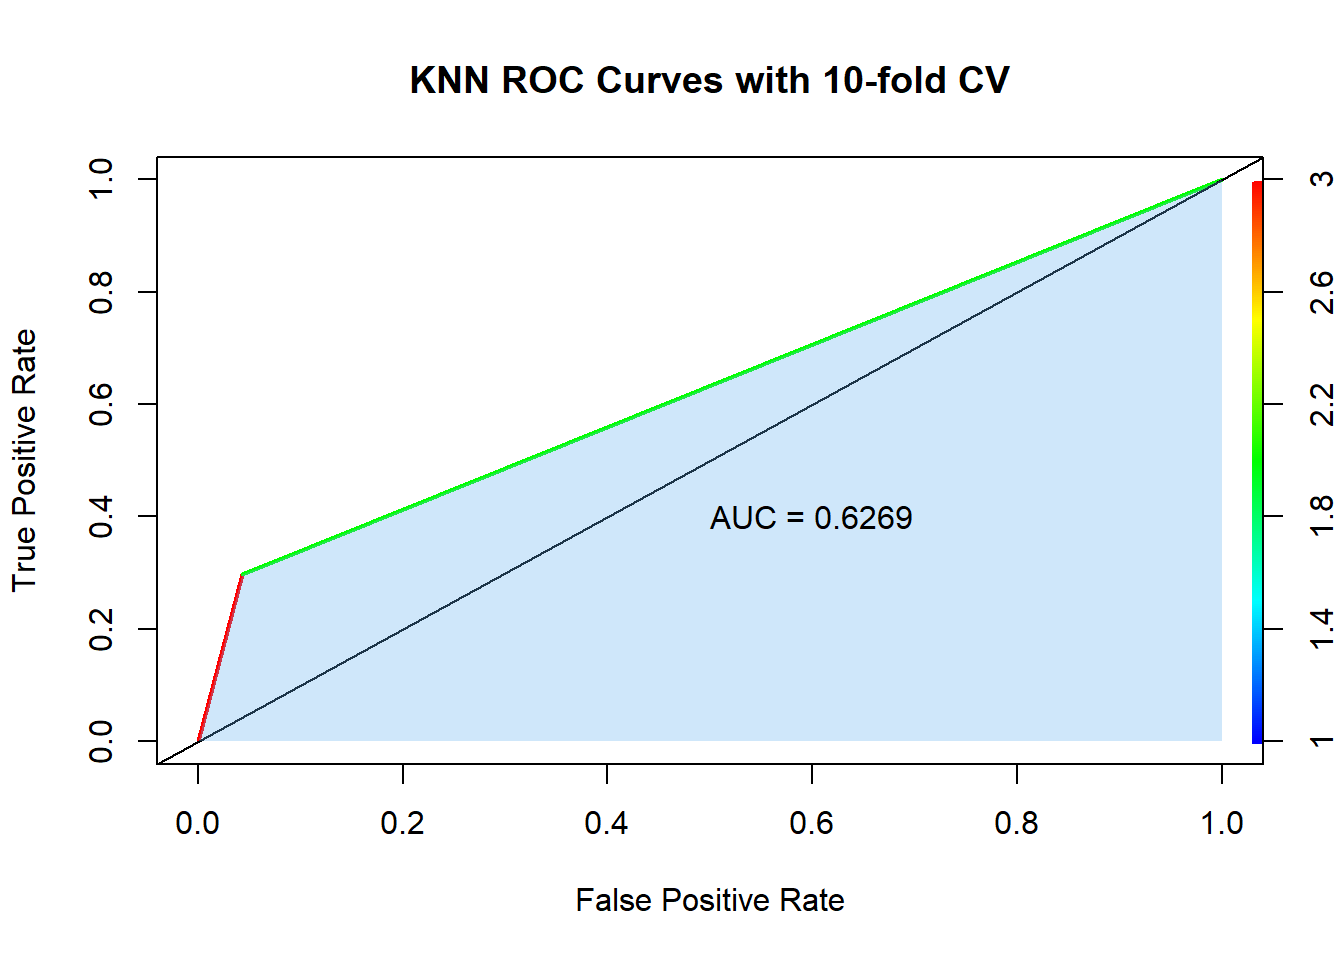 KNN ROC Curves with 10-fold CV
True Positive Rate
1.0
0.8
0.6
0.4
0.2
0.0
AUC = 0.6269
3
2.6
2.2
1.8
1.4
1
0.0 0.2 0.4 0.6 0.8 1.0
False Positive Rate